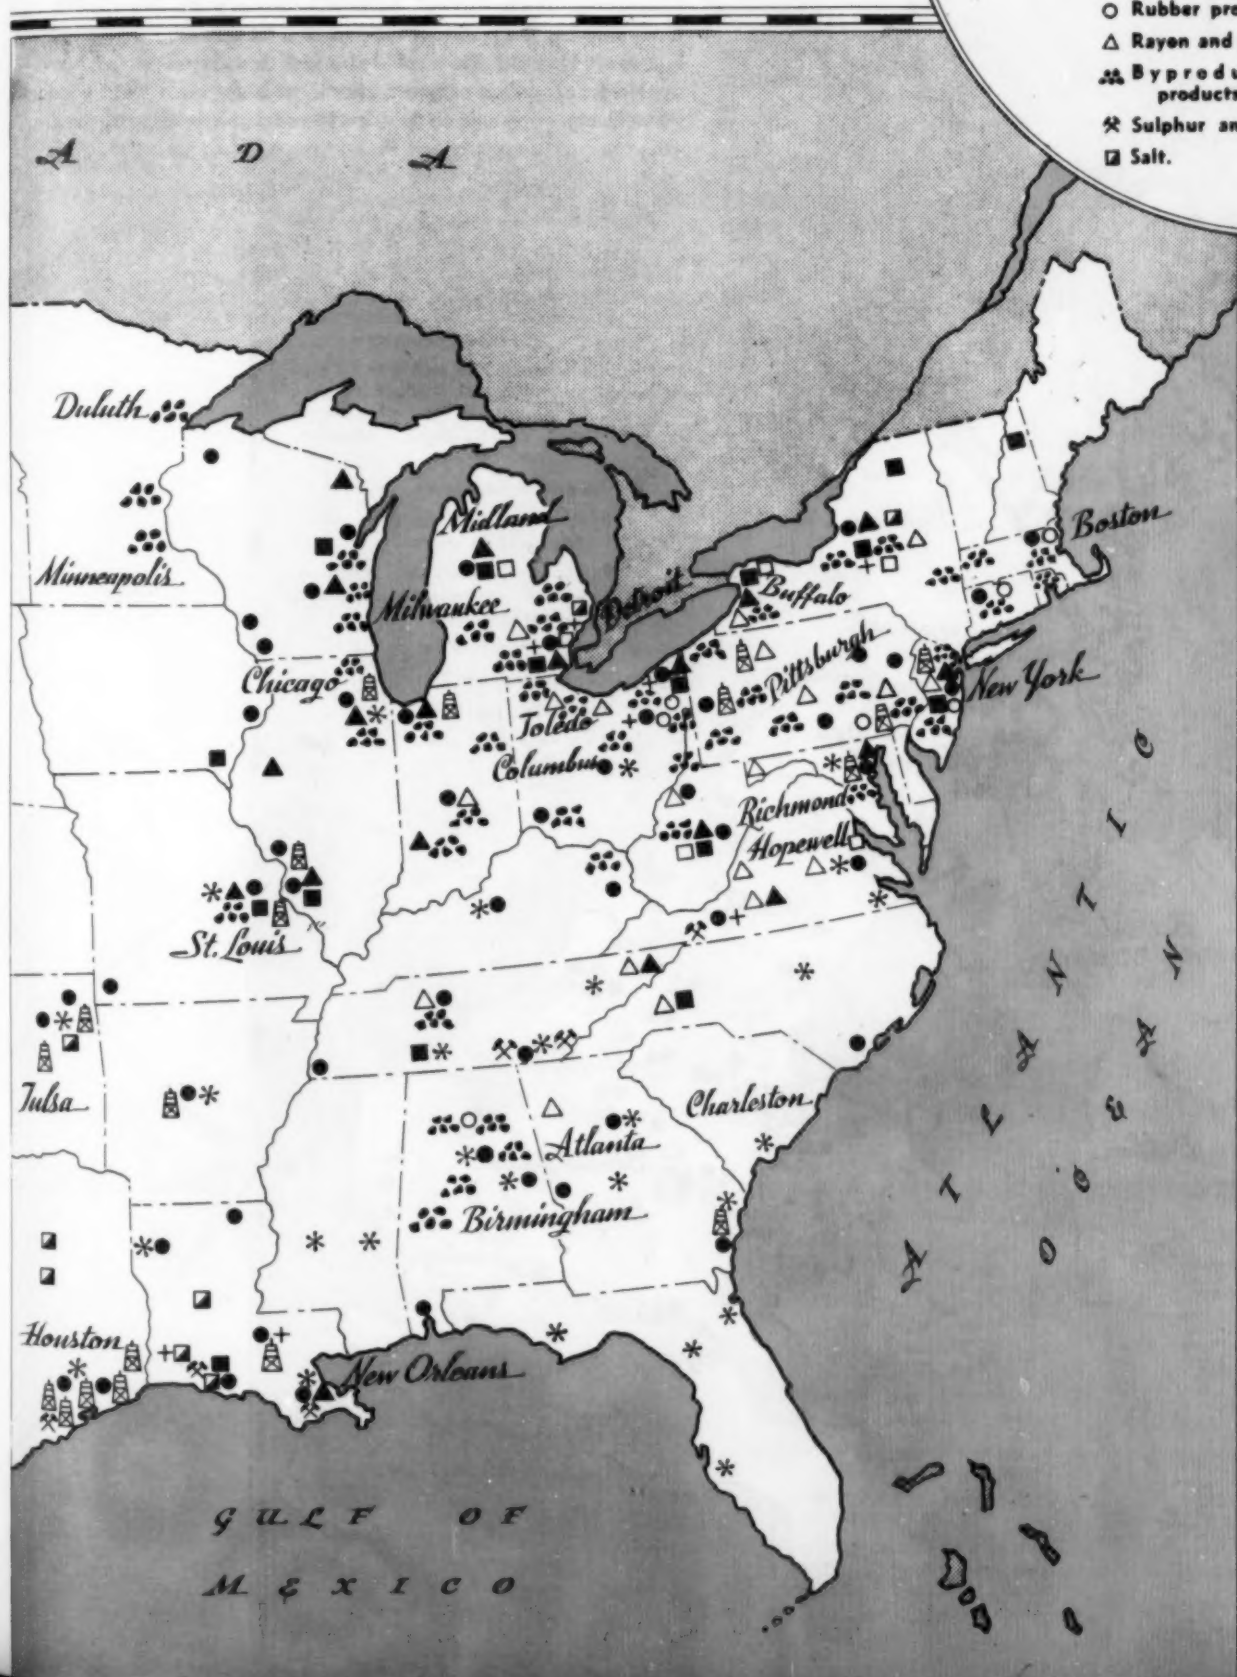 Rubber pro
Rayon and
Byprodu
products
Sulphur an
Salt.
A D A
Duluth
Midland
Boston
Minneapolis
Milwaukee
Detroit
Buffalo
Chicago
Pittsburgh
New York
Toledo
Columbus
Richmond
Hopewell
St. Louis
Tulsa
Charleston
Atlanta
Birmingham
Houston
New Orleans
ATLANTIC
OCEAN
GULF OF
MEXICO